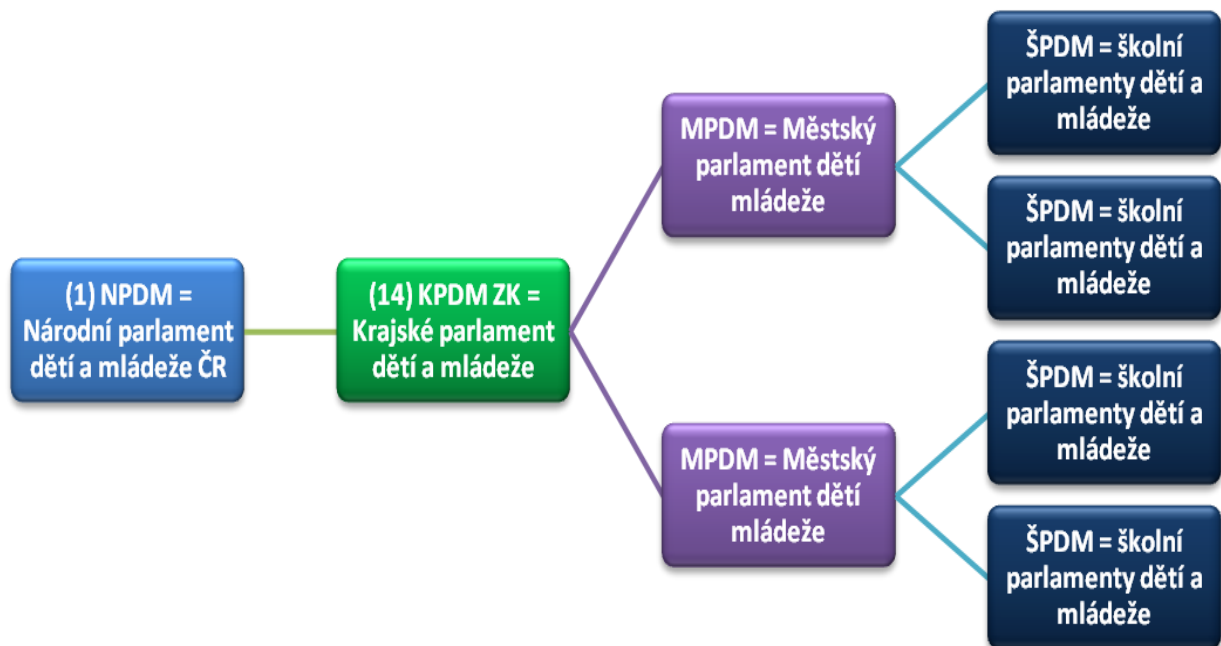 (1) NPDM =
Národní parlament
dětí a mládeže ČR
(14) KPDM ZK =
Krajské parlament
dětí a mládeže
MPDM = Městský
parlament dětí
mládeže
MPDM = Městský
parlament dětí
mládeže
ŠPDM = školní
parlamenty dětí a
mládeže
ŠPDM = školní
parlamenty dětí a
mládeže
ŠPDM = školní
parlamenty dětí a
mládeže
ŠPDM = školní
parlamenty dětí a
mládeže